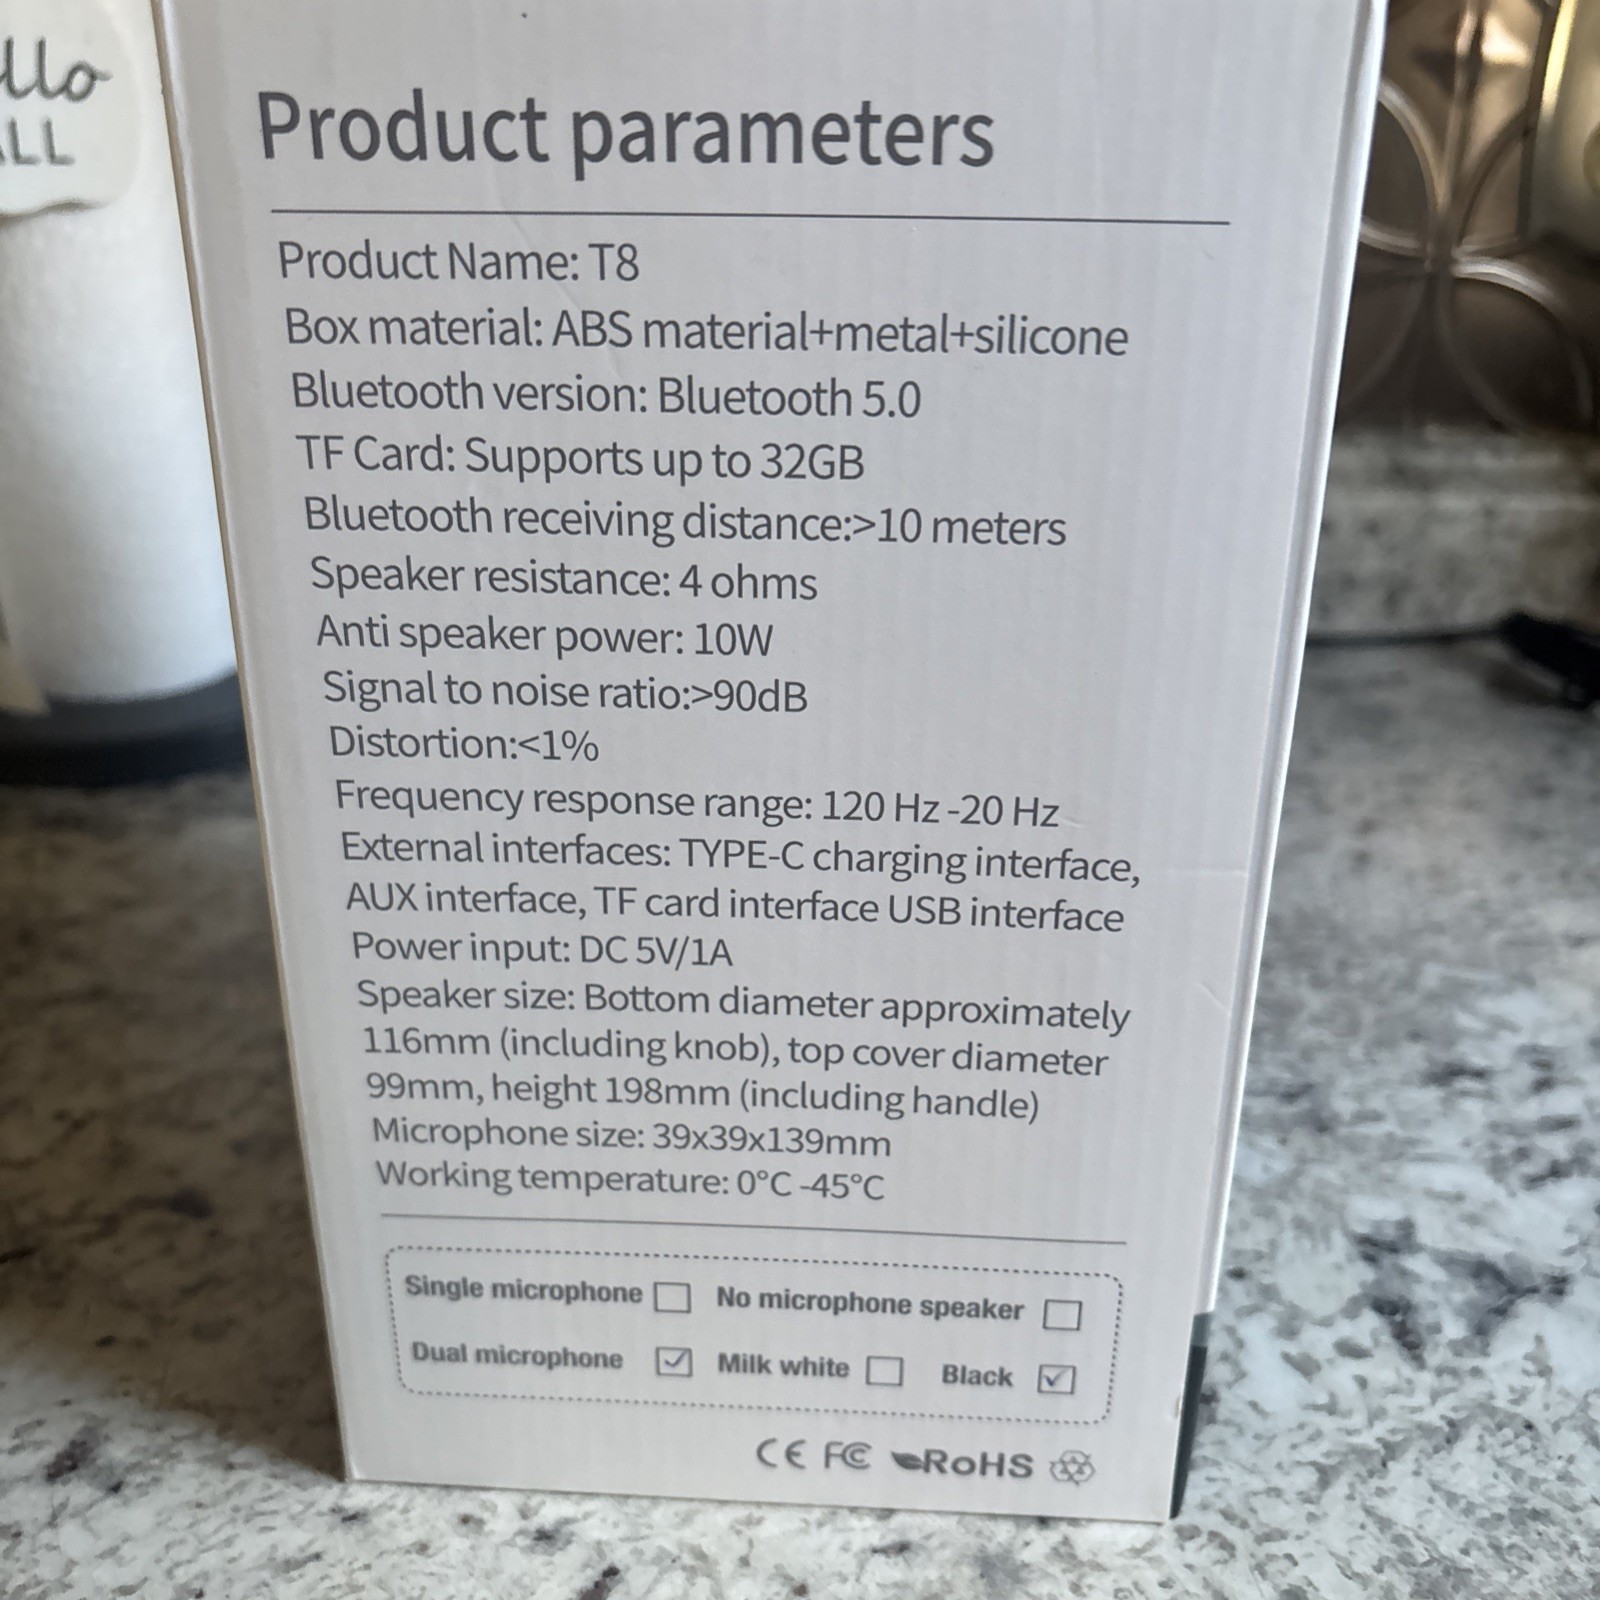 llo
ALL
Product parameters
Product Name: T8
Box material: ABS material+metal+silicone
Bluetooth version: Bluetooth 5.0
TF Card: Supports up to 32GB
Bluetooth receiving distance:>10 meters
Speaker resistance: 4 ohms
Anti speaker power: 10W
Signal to noise ratio:>90dB
Distortion:<1%
Frequency response range: 120 Hz -20 Hz
External interfaces: TYPE-C charging interface,
AUX interface, TF card interface USB interface
Power input: DC 5V/1A
Speaker size: Bottom diameter approximately
116mm (including knob), top cover diameter
99mm, height 198mm (including handle)
Microphone size: 39x39x139mm
Working temperature: 0°C -45°C
Single microphone No microphone speaker
Dual microphone Milk white Black
CE FC RoHS